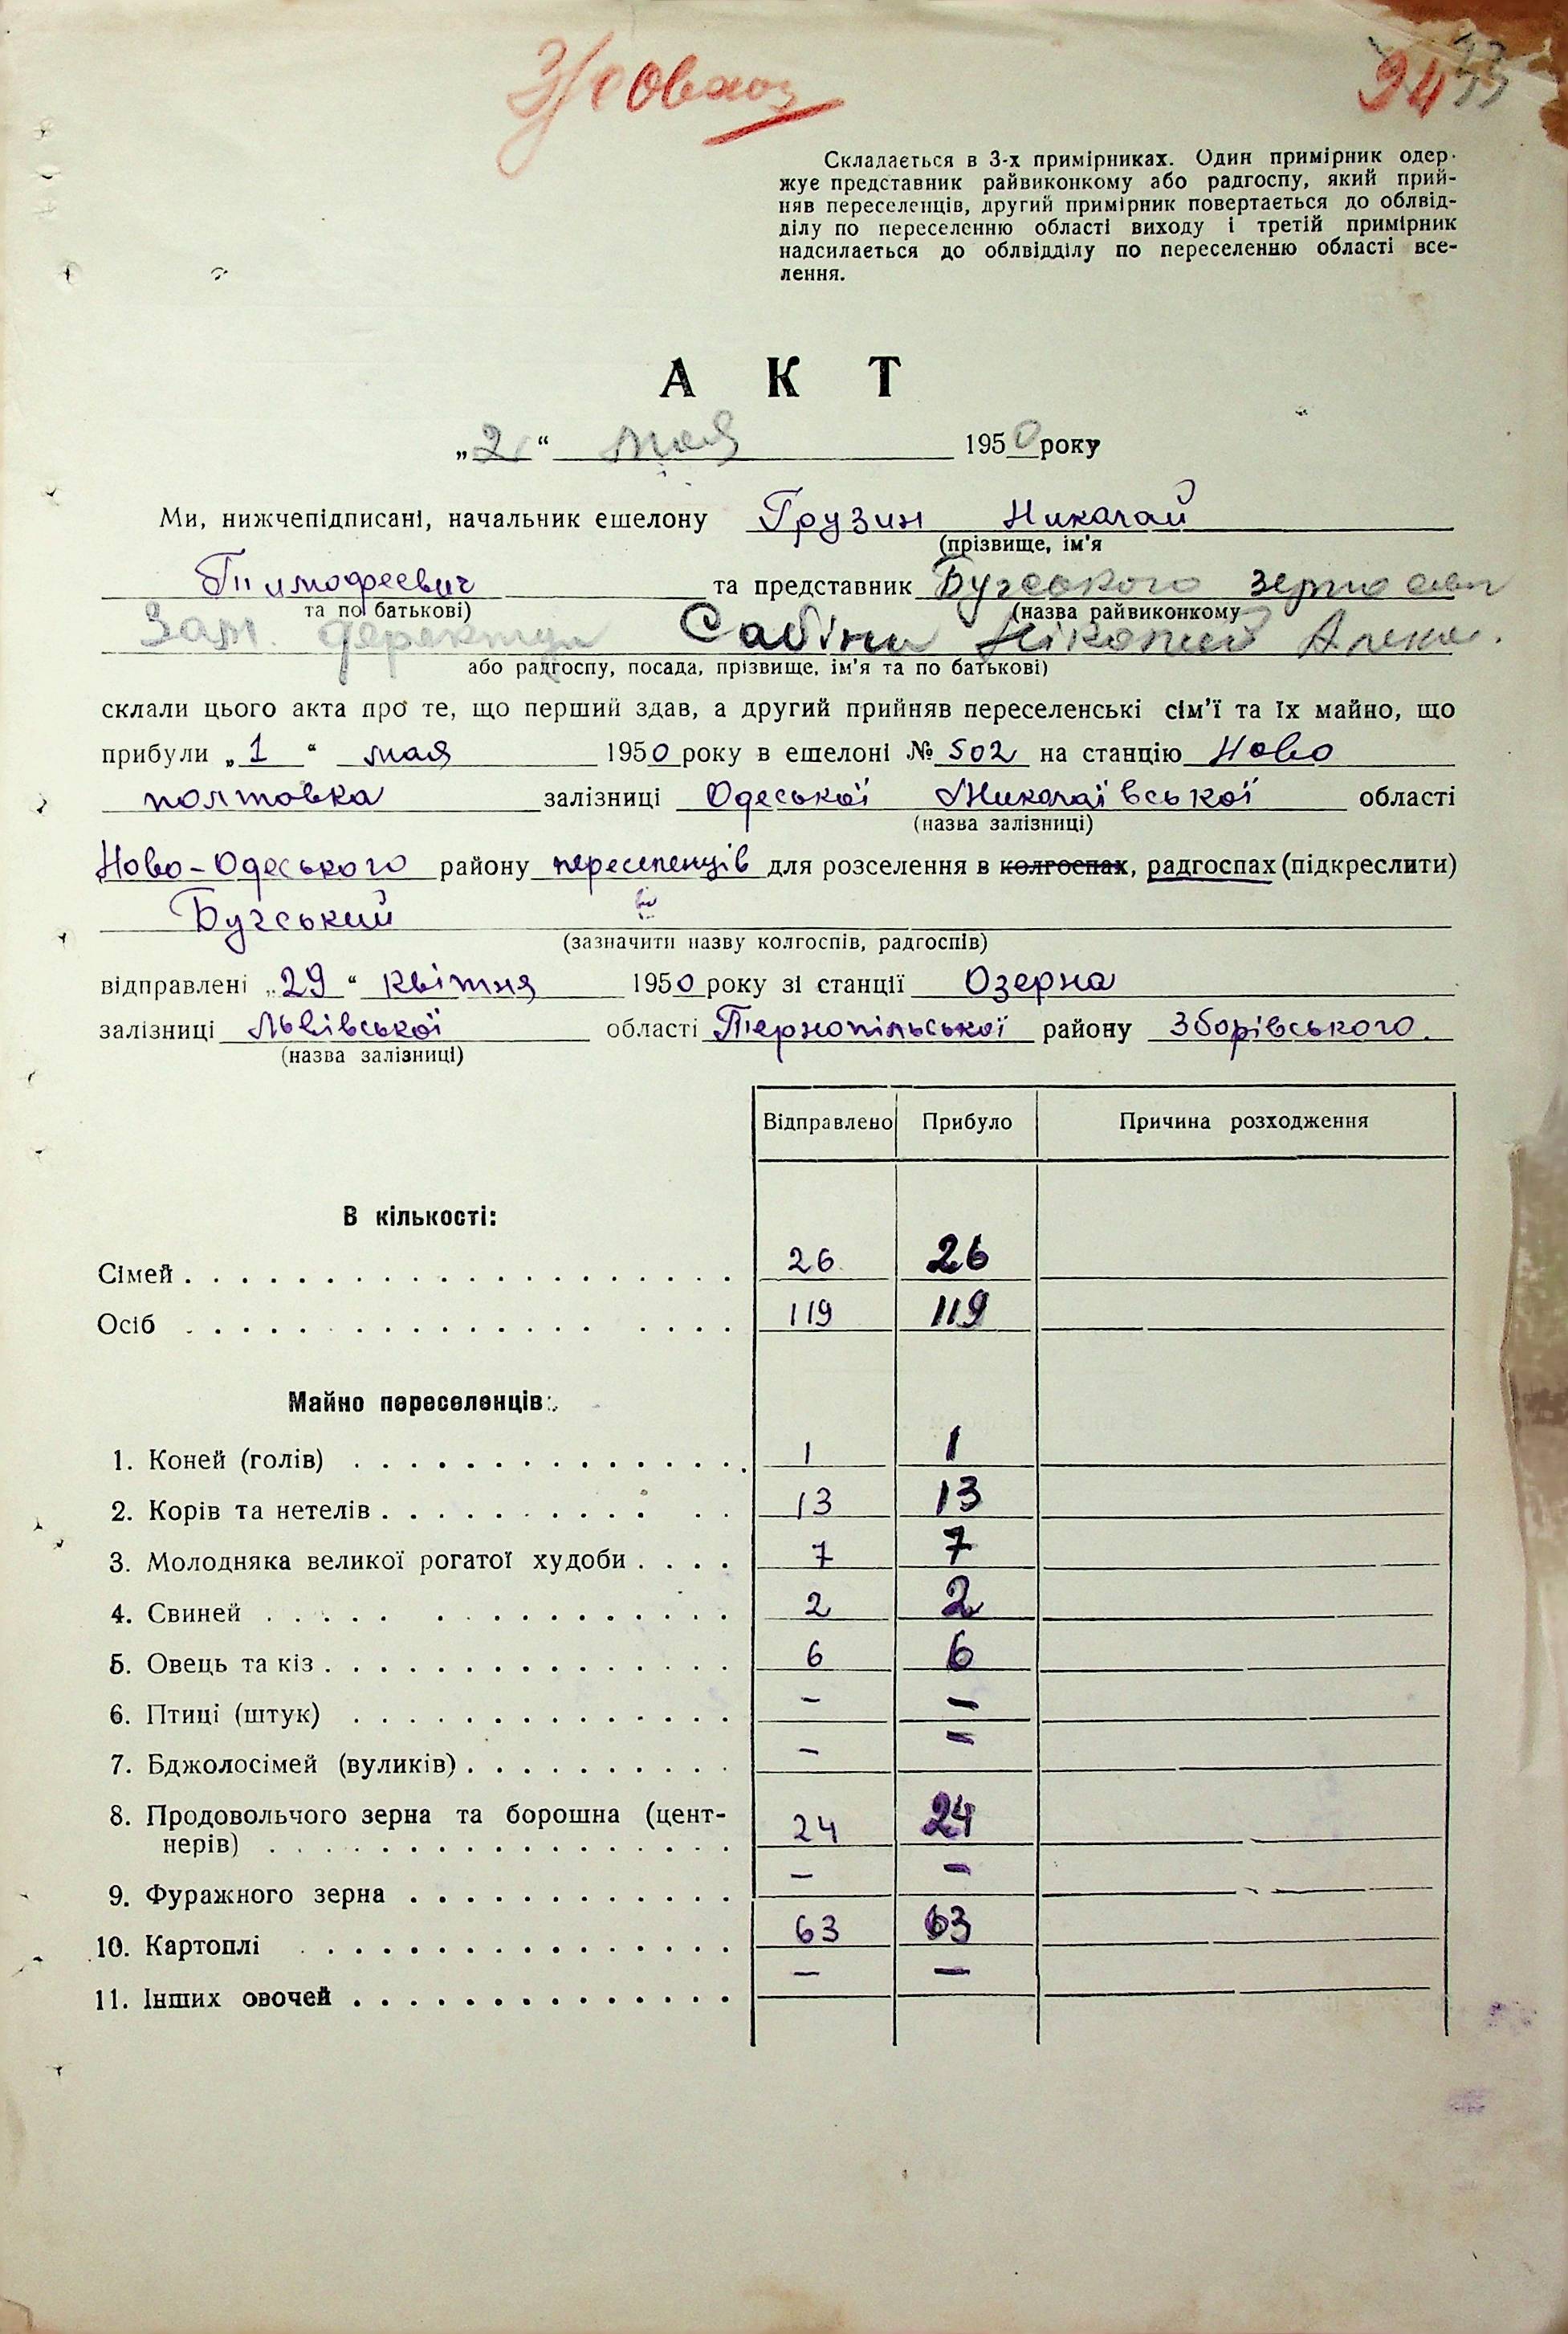 94 33
Складається в 3-х примірниках. Один примірник одер-
жує представник райвиконкому або радгоспу, який прий-
няв переселенців, другий примірник повертається до облвід-
ділу по переселенню області виходу і третій примірник
надсилається до облвідділу по переселенню області все-
лення.
АКТ
„2“ мая 1950 року
Ми, нижчепідписані, начальник ешелону Грузин Николай
(прізвище, ім'я
Тимофеевич та представник Бугського
та по батькові) (назва райвиконкому
Зам. Сабіни
або радгоспу, посада, прізвище, ім'я та по батькові)
склали цього акта про те, що перший здав, а другий прийняв переселенські сім'ї та їх майно, що
прибули „1“ мая 1950 року в ешелоні № 502 на станцію Ново
полтовка залізниці Одеської Миколаївської області
(назва залізниці)
Ново-Одеського району переселенців для розселення в колгоспах, радгоспах (підкреслити)
Бугський
(зазначити назву колгоспів, радгоспів)
відправлені „29“ квітня 1950 року зі станції Озерна
залізниці Львівської області Тернопільської району Зборівського.
(назва залізниці)
Відправлено Прибуло Причина розходження
В кількості:
Сімей . . . . . . . . . . . . . . . . . . . . 26 26
Осіб . . . . . . . . . . . . . . . . . . . . 119 119
Майно переселенців:
1. Коней (голів) . . . . . . . . . . . . . . 1 1
2. Корів та нетелів . . . . . . . . . . . . 13 13
3. Молодняка великої рогатої худоби . . . . 7 7
4. Свиней . . . . . . . . . . . . . . . . 2 2
5. Овець та кіз . . . . . . . . . . . . . . . 6 6
6. Птиці (штук) . . . . . . . . . . . . . . – –
7. Бджолосімей (вуликів) . . . . . . . . . . – –
8. Продовольчого зерна та борошна (цент-
нерів) . . . . . . . . . . . . . . . . . 24 24
9. Фуражного зерна . . . . . . . . . . . . – –
10. Картоплі . . . . . . . . . . . . . . . . 63 63
11. Інших овочей . . . . . . . . . . . . . . – –